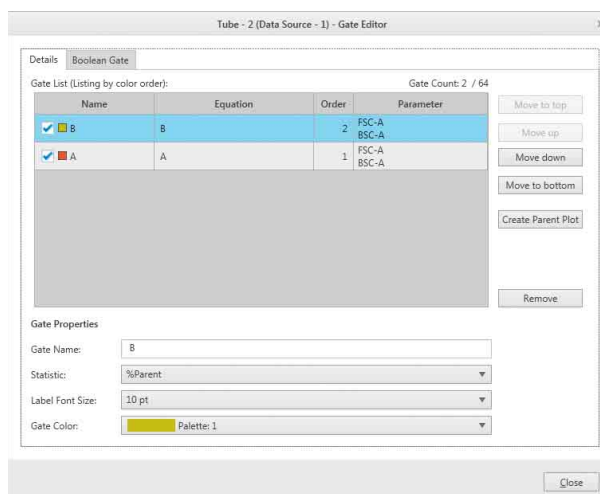 Tube - 2 (Data Source - 1) - Gate Editor
Details Boolean Gate
Gate List (Listing by color order): Gate Count: 2 / 64
Name Equation Order Parameter
B B 2 FSC-A
BSC-A
A A 1 FSC-A
BSC-A
Move to top
Move up
Move down
Move to bottom
Create Parent Plot
Remove
Gate Properties
Gate Name: B
Statistic: %Parent
Label Font Size: 10 pt
Gate Color: Palette: 1
Close